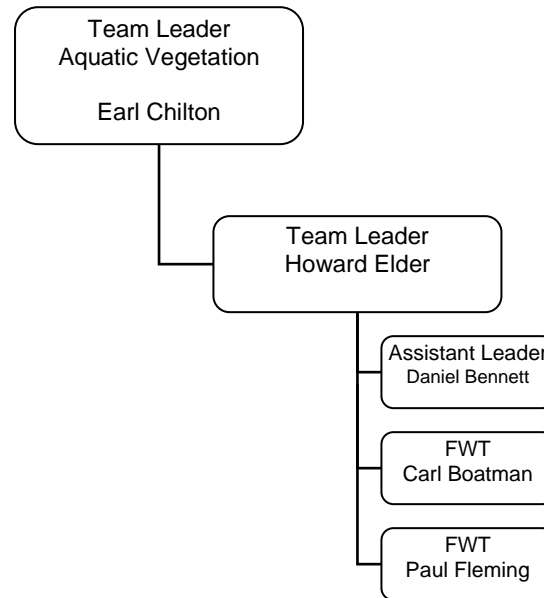 Team Leader
Aquatic Vegetation
Earl Chilton
Team Leader
Howard Elder
Assistant Leader
Daniel Bennett
FWT
Carl Boatman
FWT
Paul Fleming